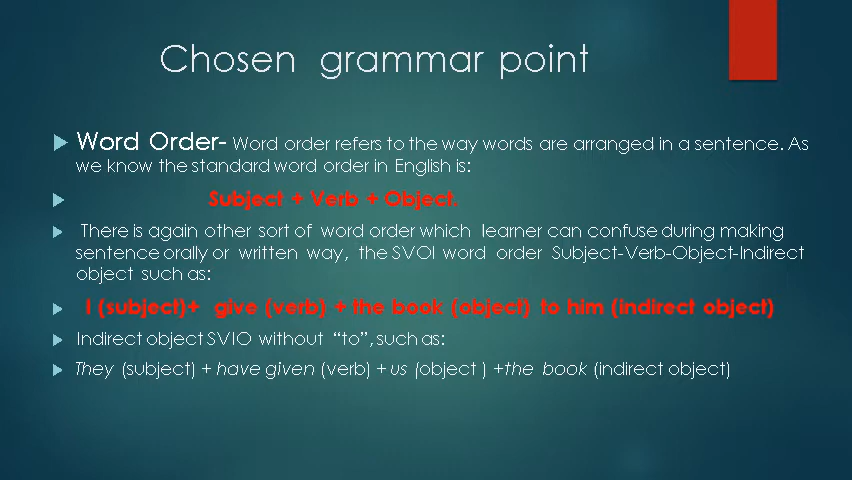 Chosen grammar point
Word Order- Word order refers to the way words are arranged in a sentence. As
we know the standard word order in English is:
Subject + Verb + Object.
There is again other sort of word order which learner can confuse during making
sentence orally or written way, the SVOI word order Subject-Verb-Object-Indirect
object such as:
I (subject)+ give (verb) + the book (object) to him (indirect object)
Indirect object SVIO without “to”, such as:
They (subject) + have given (verb) + us (object ) +the book (indirect object)